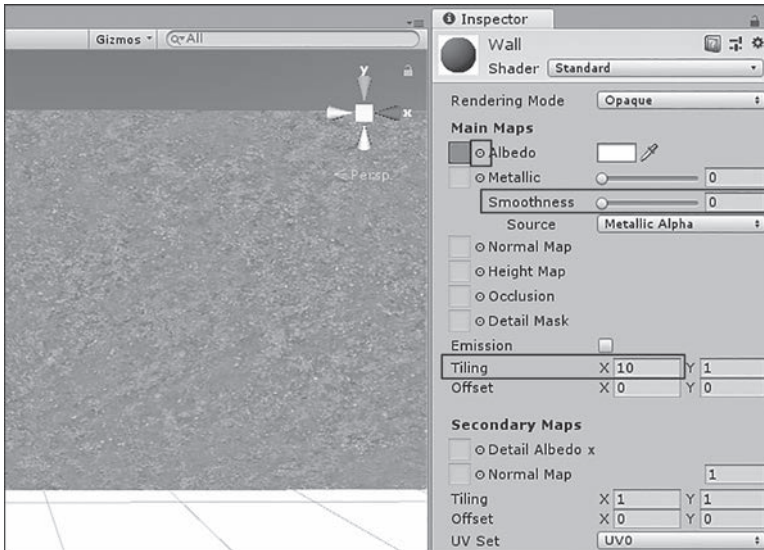 Gizmos All
y
x
Persp
Inspector
Wall
Shader Standard
Rendering Mode Opaque
Main Maps
Albedo
Metallic 0
Smoothness 0
Source Metallic Alpha
Normal Map
Height Map
Occlusion
Detail Mask
Emission
Tiling X 10 Y 1
Offset X 0 Y 0
Secondary Maps
Detail Albedo x
Normal Map 1
Tiling X 1 Y 1
Offset X 0 Y 0
UV Set UV0